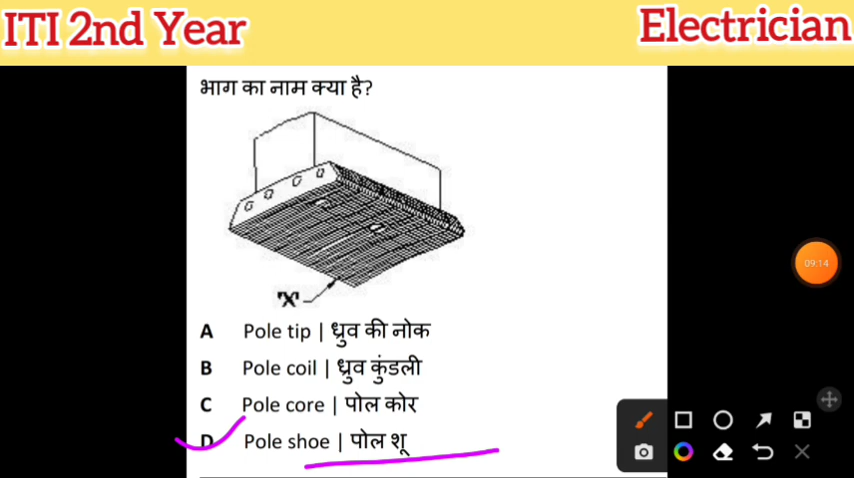 ITI 2nd Year
Electrician
भाग का नाम क्या है?
'X'
A Pole tip | ध्रुव की नोक
B Pole coil | ध्रुव कुंडली
C Pole core | पोल कोर
D Pole shoe | पोल शू
09:14